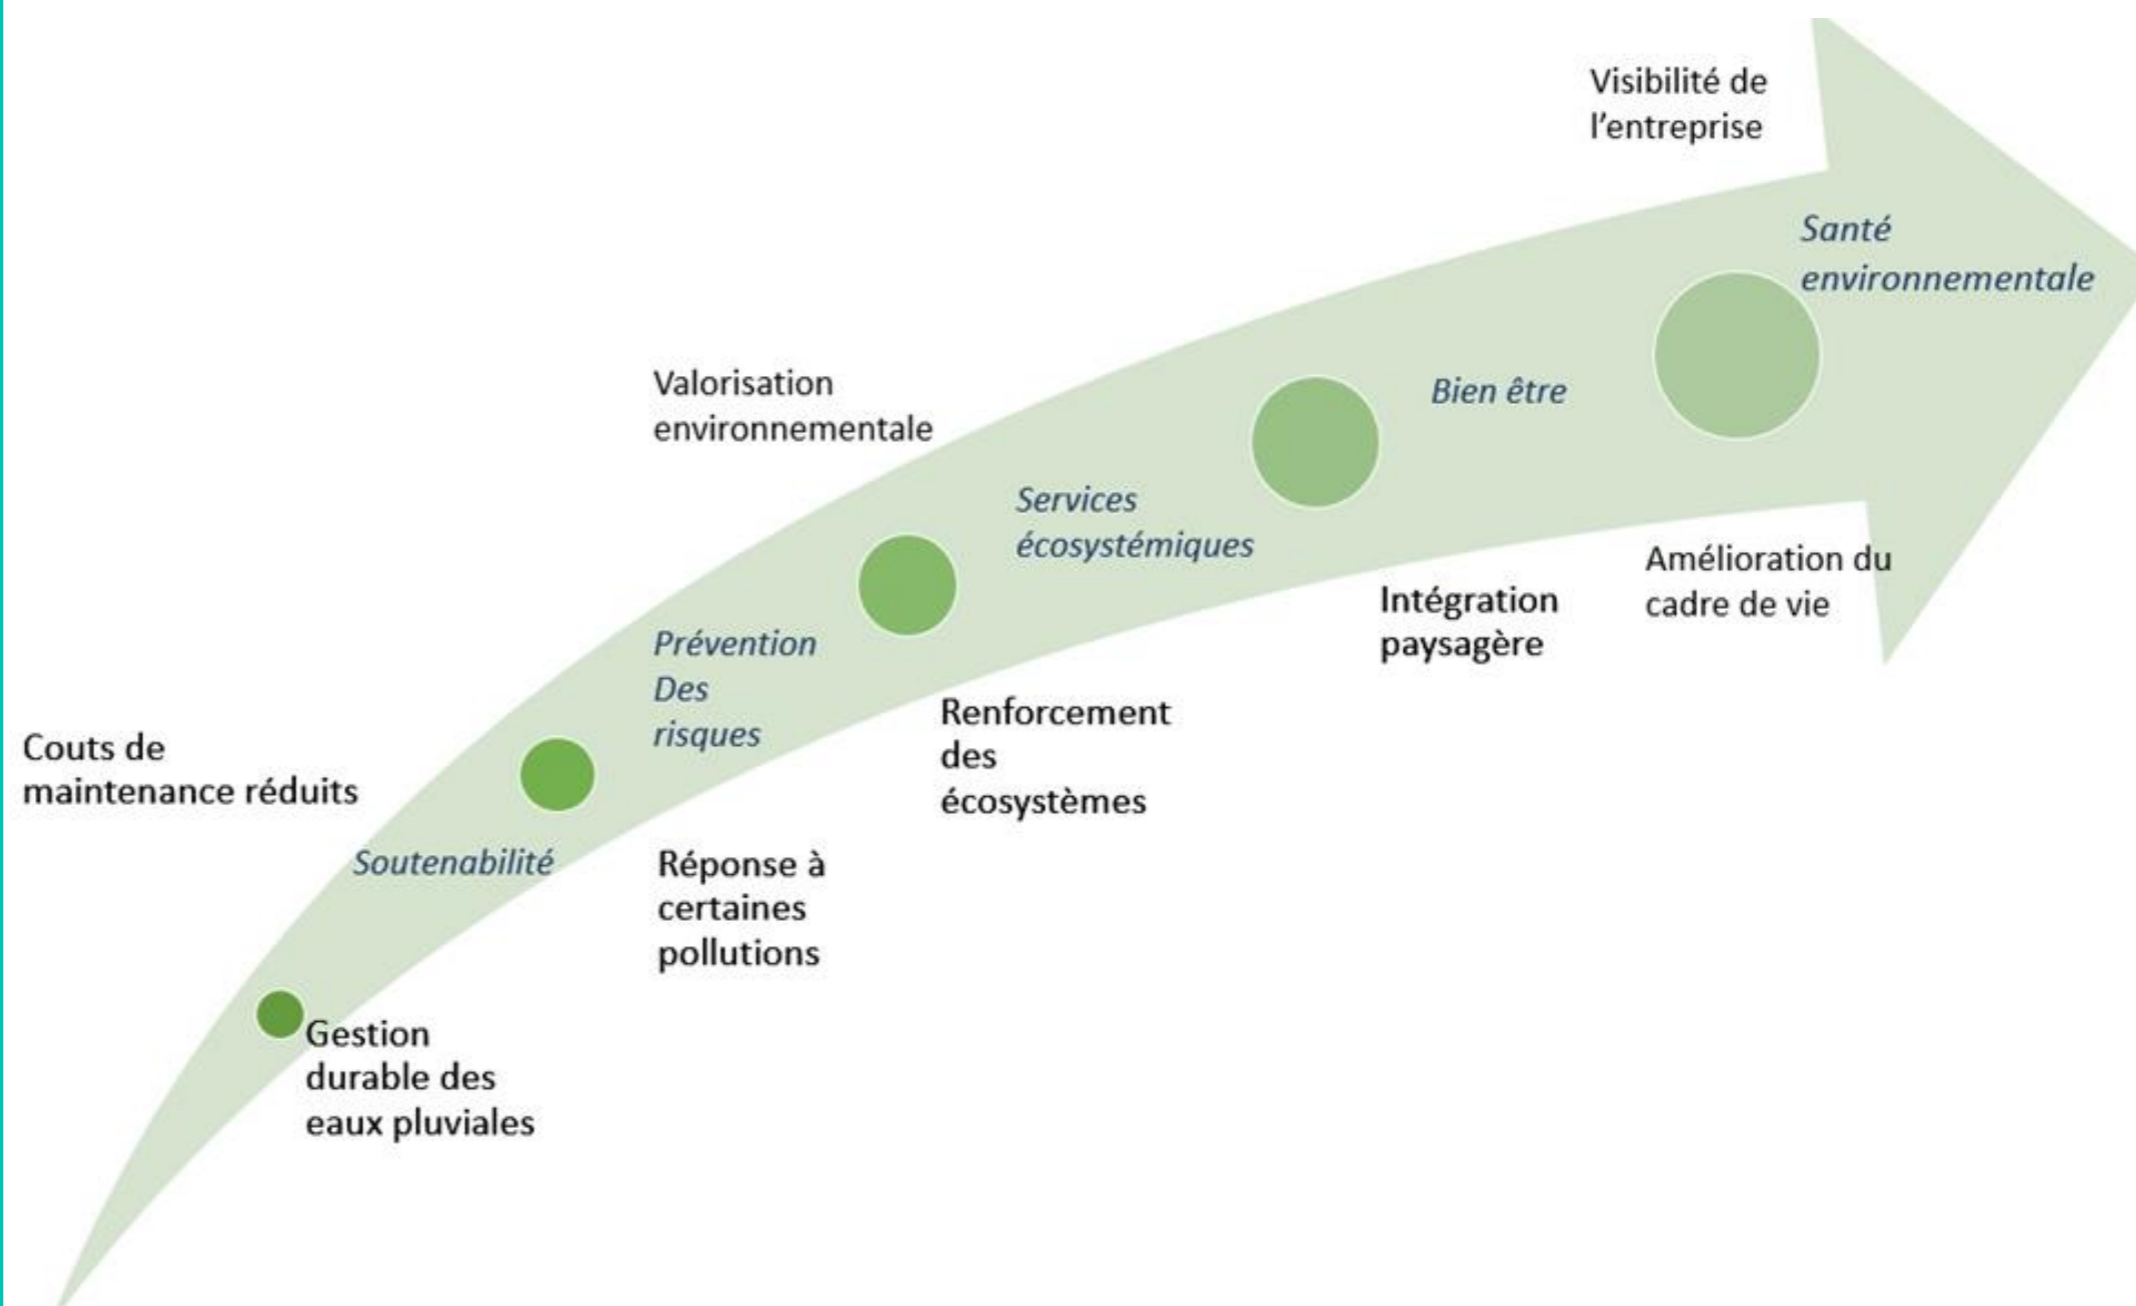 Visibilité de
l'entreprise
Santé
environnementale
Valorisation
environnementale
Bien être
Services
écosystémiques
Amélioration du
cadre de vie
Intégration
paysagère
Prévention
Des
risques
Renforcement
des
écosystèmes
Couts de
maintenance réduits
Soutenabilité
Réponse à
certaines
pollutions
Gestion
durable des
eaux pluviales